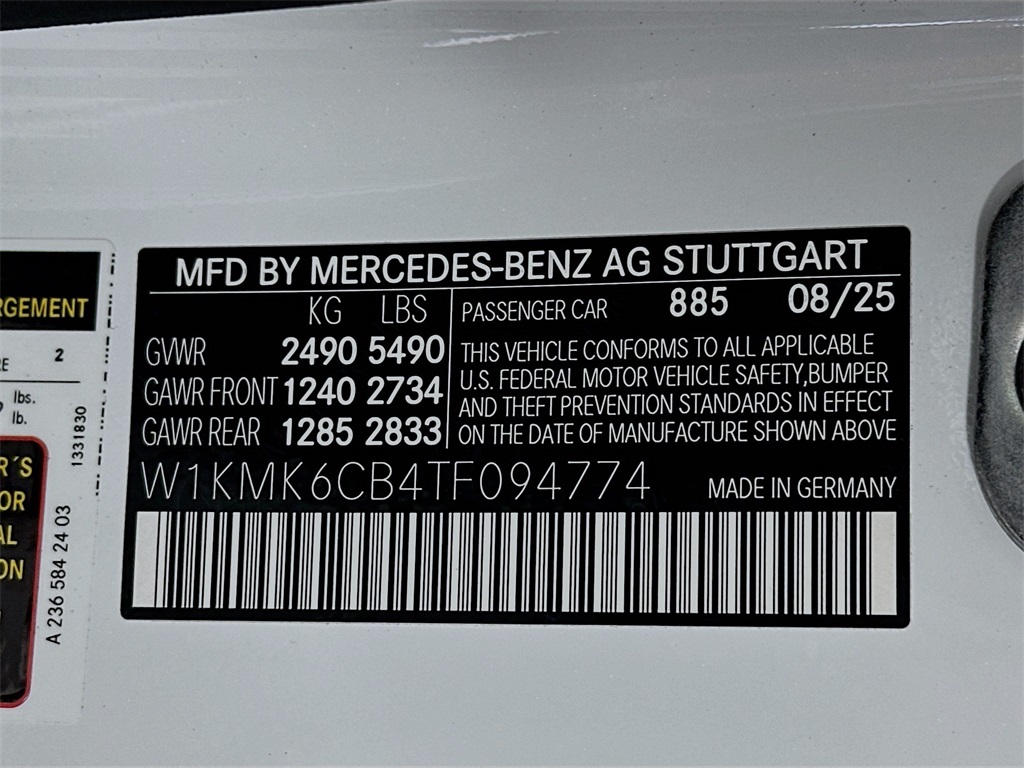 MFD BY MERCEDES-BENZ AG STUTTGART
KG LBS
GVWR 2490 5490
GAWR FRONT 1240 2734
GAWR REAR 1285 2833
PASSENGER CAR 885 08/25
THIS VEHICLE CONFORMS TO ALL APPLICABLE
U.S. FEDERAL MOTOR VEHICLE SAFETY,BUMPER
AND THEFT PREVENTION STANDARDS IN EFFECT
ON THE DATE OF MANUFACTURE SHOWN ABOVE
W1KMK6CB4TF094774
MADE IN GERMANY
RGEMENT
RE 2
lbs.
lb.
1331830
R'S
OR
AL
ON
A 236 584 24 03